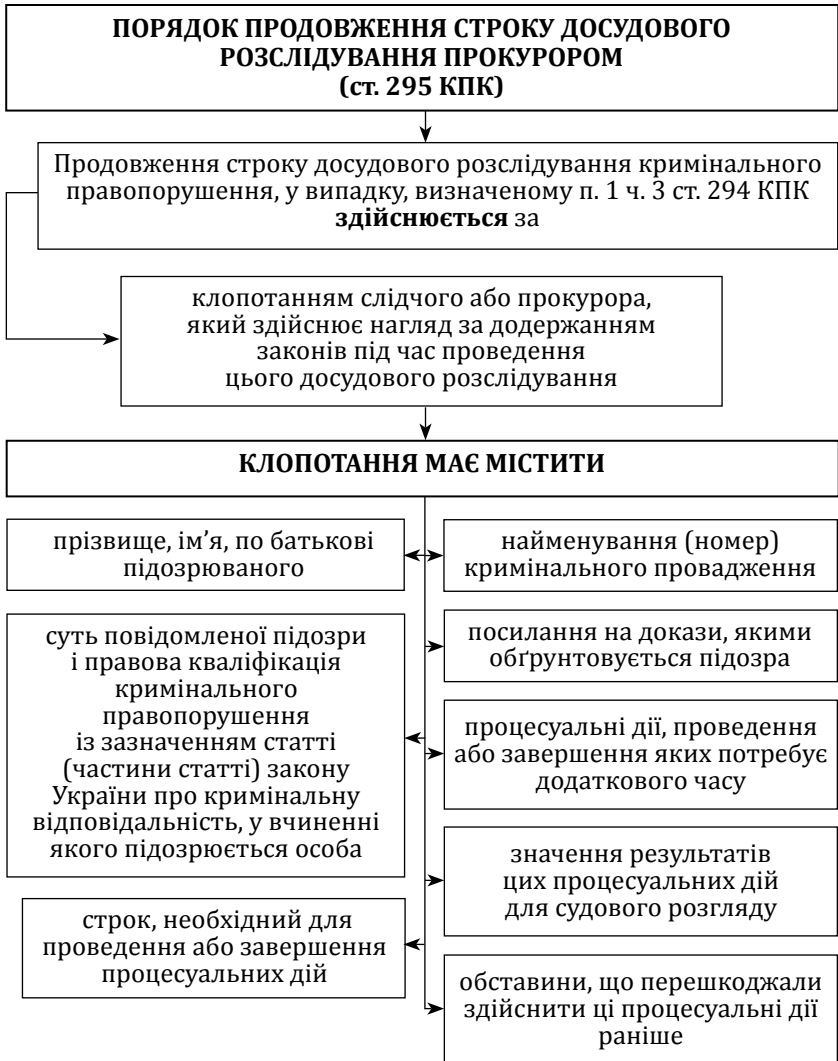 ПОРЯДОК ПРОДОВЖЕННЯ СТРОКУ ДОСУДОВОГО
РОЗСЛІДУВАННЯ ПРОКУРОРОМ
(ст. 295 КПК)
Продовження строку досудового розслідування кримінального
правопорушення, у випадку, визначеному п. 1 ч. 3 ст. 294 КПК
здійснюється за
клопотанням слідчого або прокурора,
який здійснює нагляд за додержанням
законів під час проведення
цього досудового розслідування
КЛОПОТАННЯ МАЄ МІСТИТИ
прізвище, ім’я, по батькові
підозрюваного
найменування (номер)
кримінального провадження
суть повідомленої підозри
і правова кваліфікація
кримінального
правопорушення
із зазначенням статті
(частини статті) закону
України про кримінальну
відповідальність, у вчиненні
якого підозрюється особа
посилання на докази, якими
обґрунтовується підозра
процесуальні дії, проведення
або завершення яких потребує
додаткового часу
значення результатів
цих процесуальних дій
для судового розгляду
строк, необхідний для
проведення або завершення
процесуальних дій
обставини, що перешкоджали
здійснити ці процесуальні дії
раніше